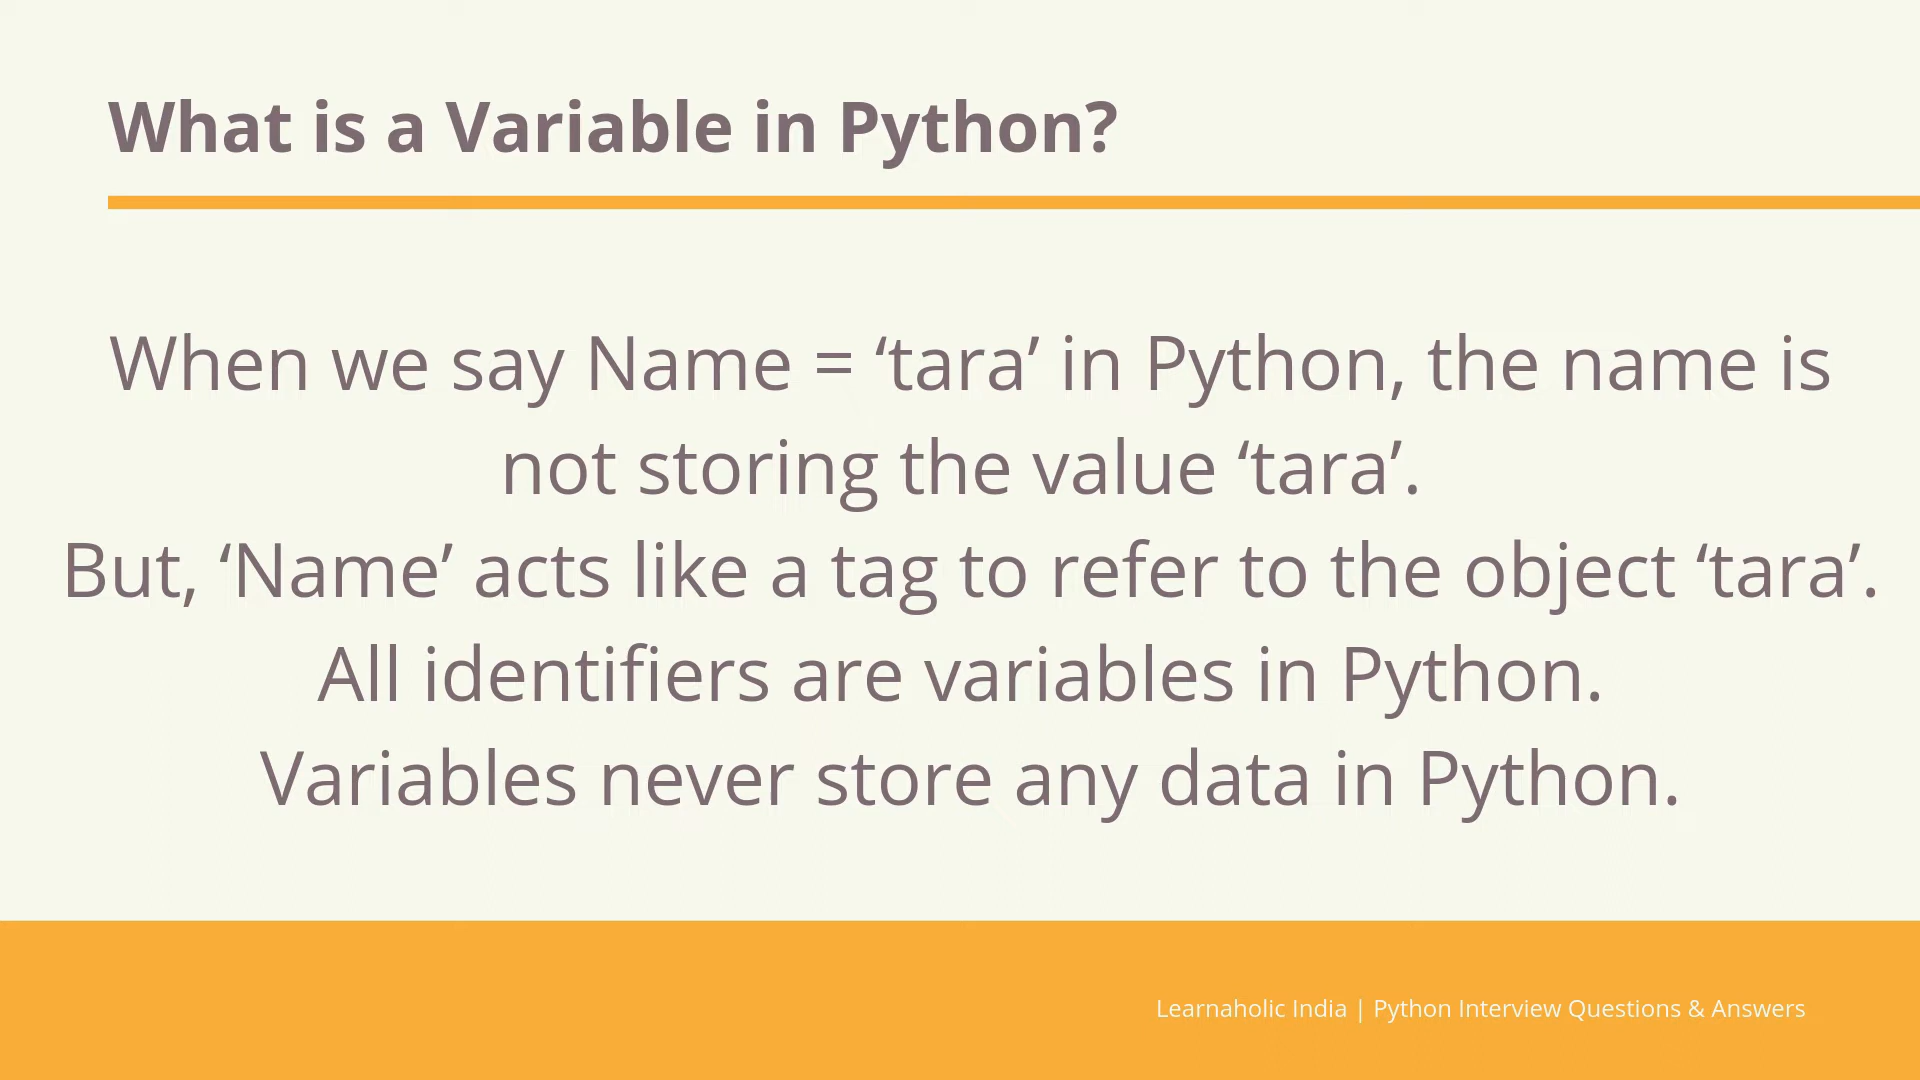 What is a Variable in Python?
When we say Name = ‘tara’ in Python, the name is
not storing the value ‘tara’.
But, ‘Name’ acts like a tag to refer to the object ‘tara’.
All identifiers are variables in Python.
Variables never store any data in Python.
Learnaholic India | Python Interview Questions & Answers